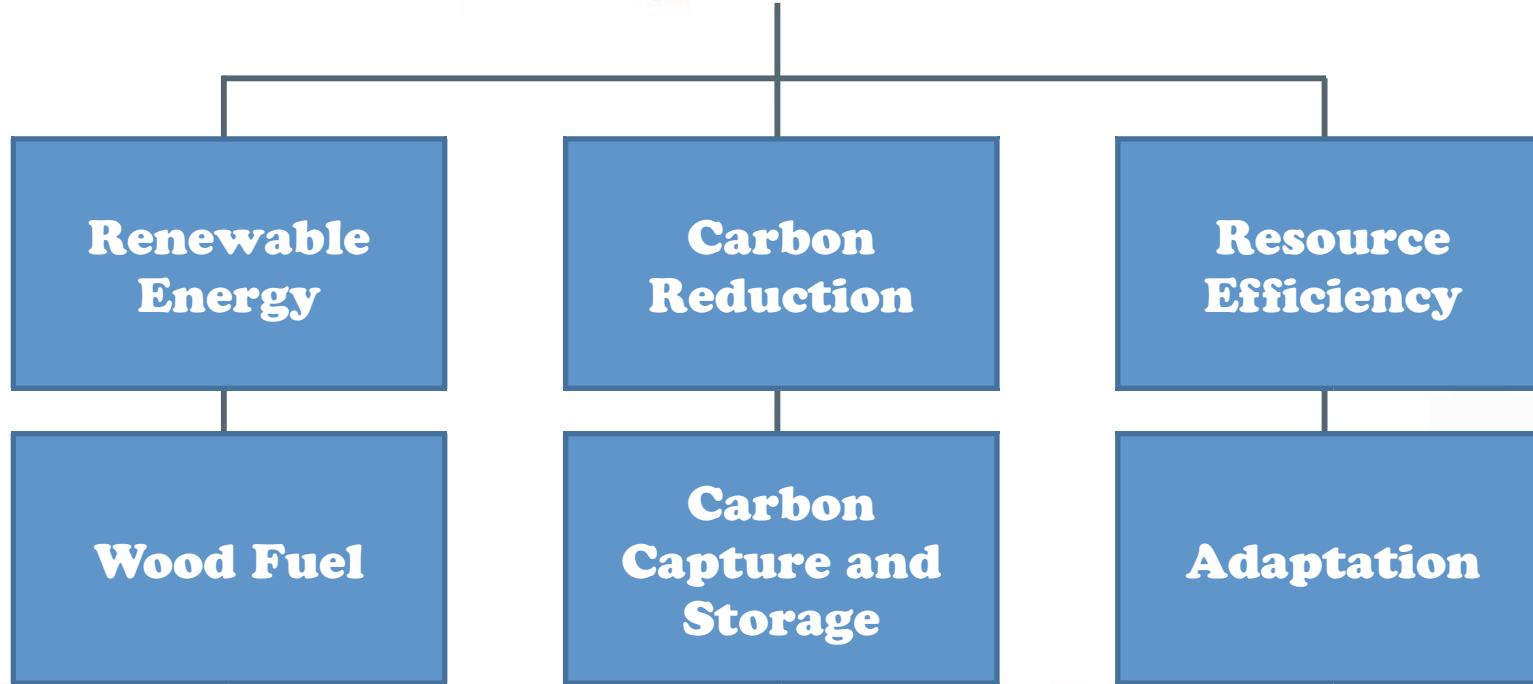 Renewable
Energy
Carbon
Reduction
Resource
Efficiency
Wood Fuel
Carbon
Capture and
Storage
Adaptation